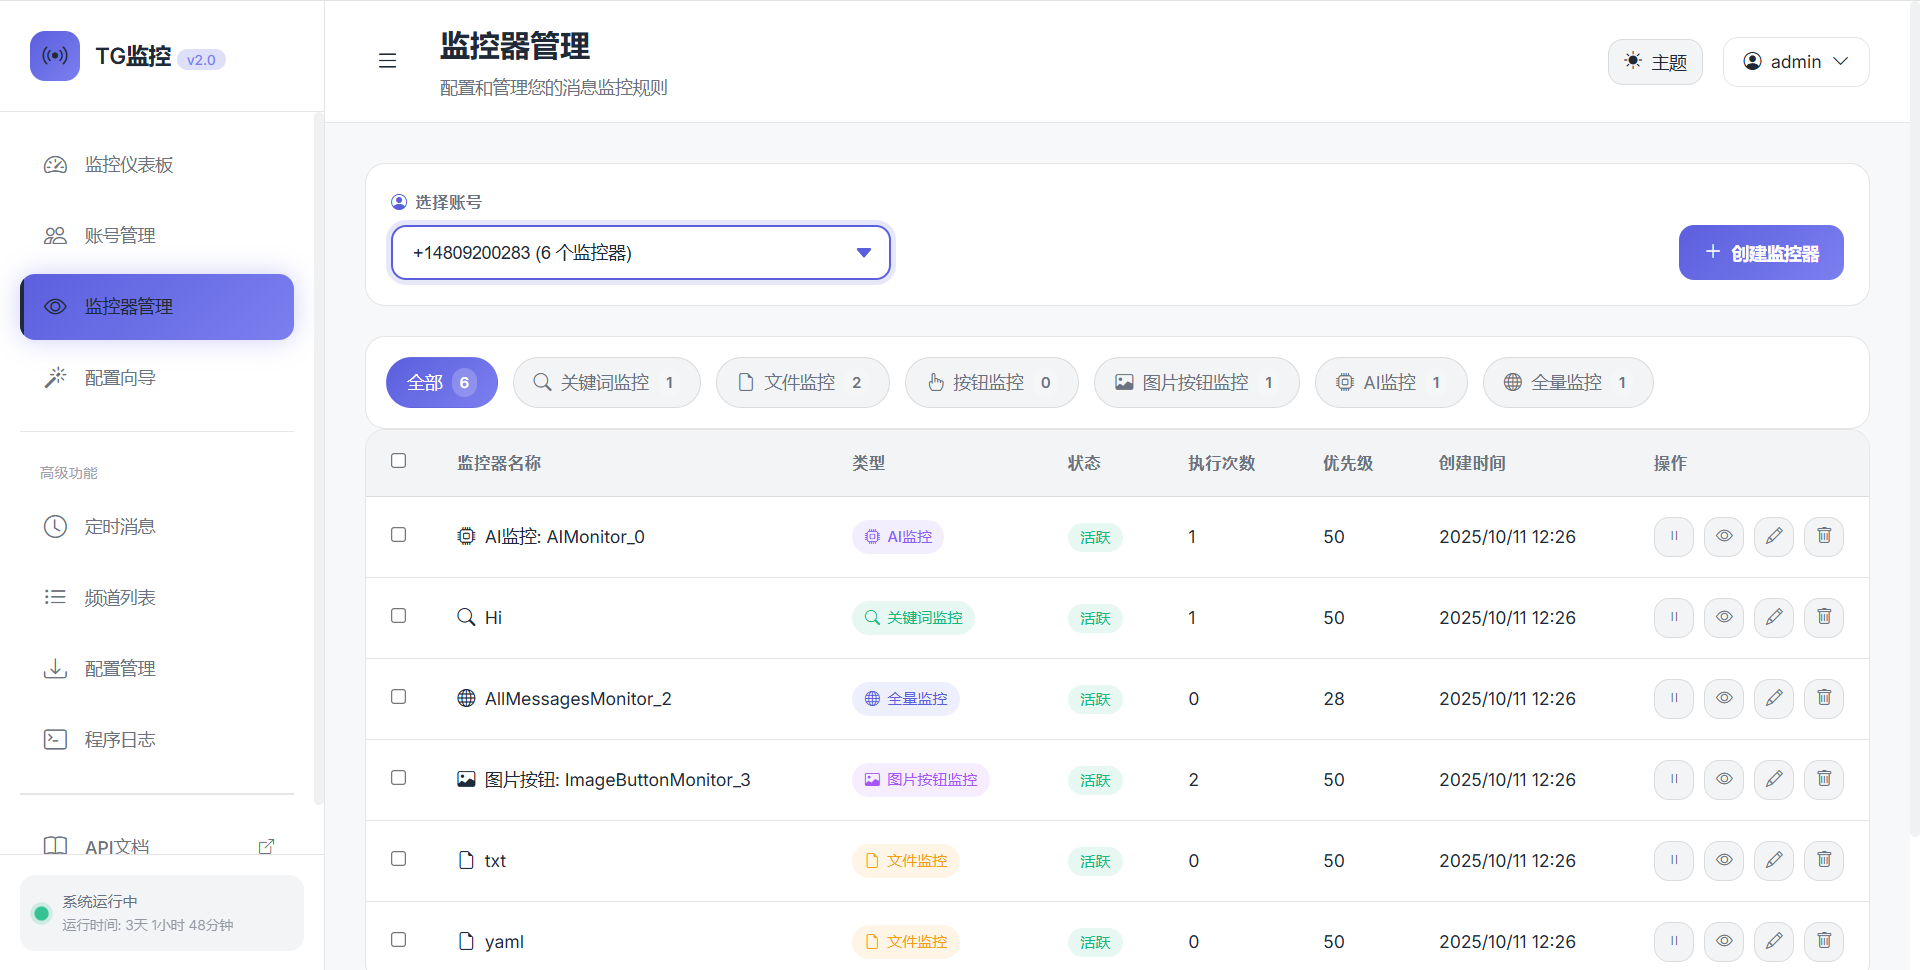 TG监控 v2.0
监控仪表板
账号管理
监控器管理
配置向导
高级功能
定时消息
频道列表
配置管理
程序日志
API文档
系统运行中
运行时间: 3天 1小时 48分钟
监控器管理
配置和管理您的消息监控规则
主题
admin
选择账号
+14809200283 (6 个监控器)
创建监控器
全部 6 关键词监控 1 文件监控 2 按钮监控 0 图片按钮监控 1 AI监控 1 全量监控 1
监控器名称 类型 状态 执行次数 优先级 创建时间 操作
AI监控: AIMonitor_0 AI监控 活跃 1 50 2025/10/11 12:26
Hi 关键词监控 活跃 1 50 2025/10/11 12:26
AllMessagesMonitor_2 全量监控 活跃 0 28 2025/10/11 12:26
图片按钮: ImageButtonMonitor_3 图片按钮监控 活跃 2 50 2025/10/11 12:26
txt 文件监控 活跃 0 50 2025/10/11 12:26
yaml 文件监控 活跃 0 50 2025/10/11 12:26